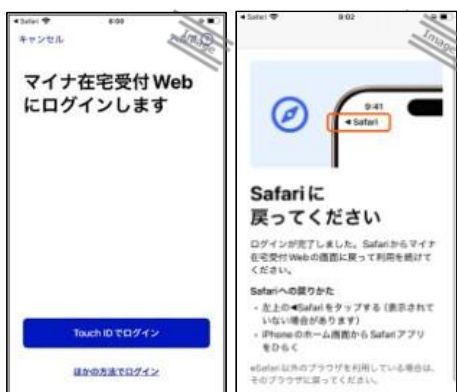 ◀ Safari
8:00
キャンセル
Image
マイナ在宅受付Web
にログインします
Touch IDでログイン
ほかの方法でログイン
◀ Safari
8:02
Image
9:41
◀ Safari
Safariに
戻ってください
ログインが完了しました。Safariからマイナ
在宅受付Webの画面に戻って利用を続けて
ください。
Safariへの戻りかた
・左上の◀Safariをタップする（表示されて
いない場合があります）
・iPhoneのホーム画面からSafariアプリ
をひらく
※Safari以外のブラウザを利用している場合は、
そのブラウザに戻ってください。